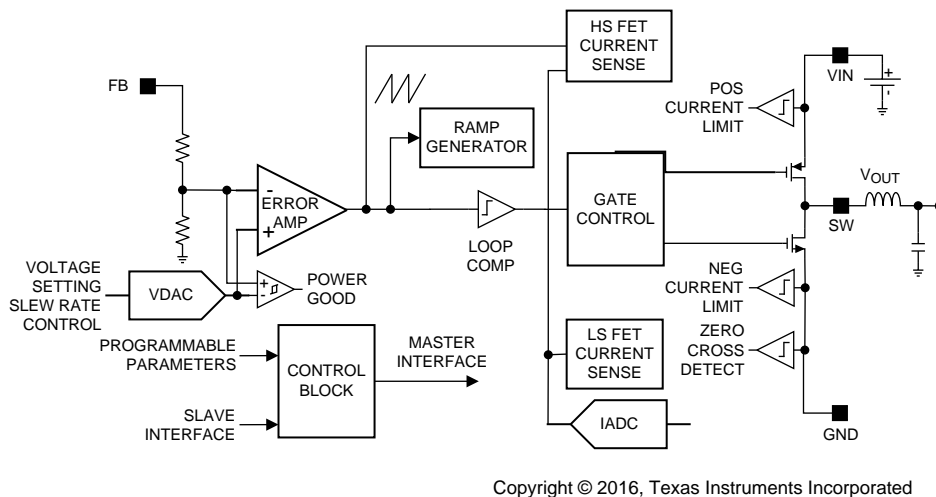 HS FET
CURRENT
SENSE
FB
VIN
+
-
POS
CURRENT
LIMIT
RAMP
GENERATOR
VOUT
GATE
CONTROL
-
ERROR
AMP
+
SW
LOOP
COMP
VOLTAGE
SETTING
SLEW RATE
CONTROL
VDAC
+
-
POWER
GOOD
NEG
CURRENT
LIMIT
PROGRAMMABLE
PARAMETERS
CONTROL
BLOCK
MASTER
INTERFACE
LS FET
CURRENT
SENSE
ZERO
CROSS
DETECT
SLAVE
INTERFACE
IADC
GND
Copyright © 2016, Texas Instruments Incorporated